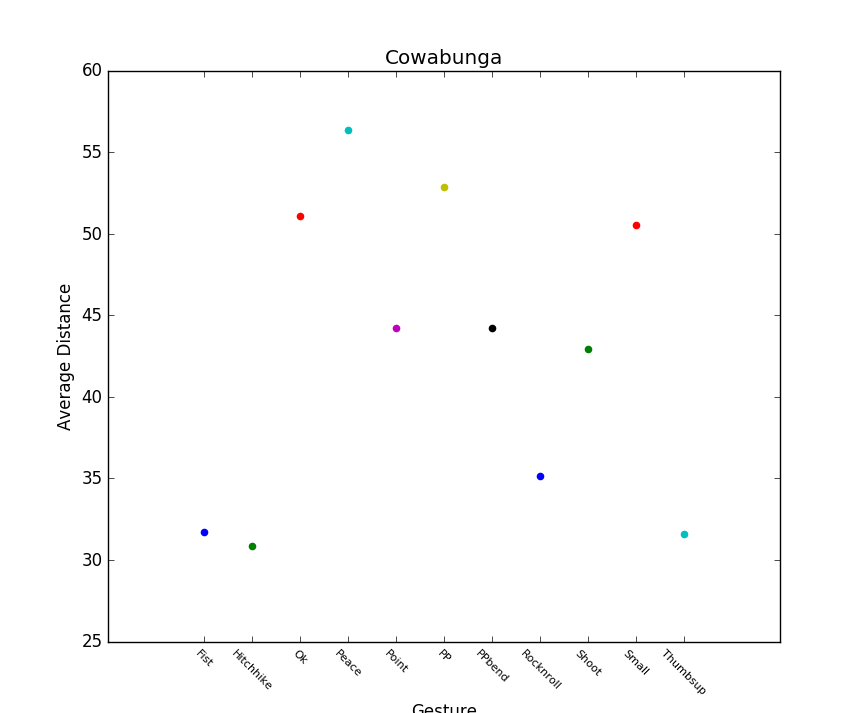 Cowabunga
60
55
50
45
40
35
30
25
Average Distance
Fist
Hitchhike
Ok
Peace
Point
PP
PPbend
Rocknroll
Shoot
Small
Thumbsup
Gesture